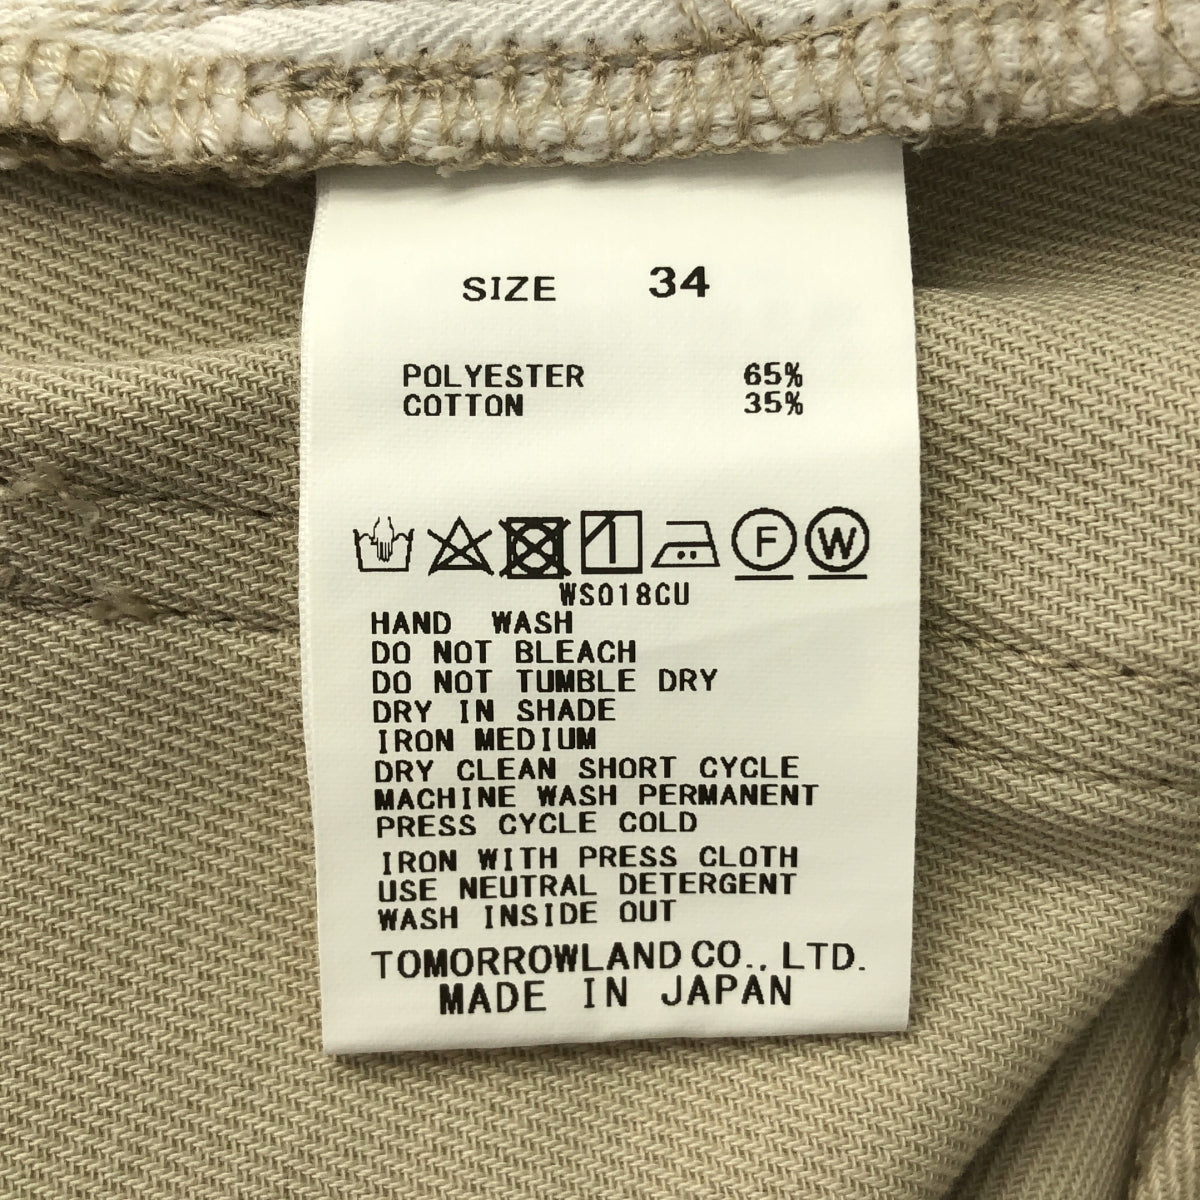 SIZE 34
POLYESTER 65%
COTTON 35%
F W
WS018CU
HAND WASH
DO NOT BLEACH
DO NOT TUMBLE DRY
DRY IN SHADE
IRON MEDIUM
DRY CLEAN SHORT CYCLE
MACHINE WASH PERMANENT
PRESS CYCLE COLD
IRON WITH PRESS CLOTH
USE NEUTRAL DETERGENT
WASH INSIDE OUT
TOMORROWLAND CO., LTD.
MADE IN JAPAN